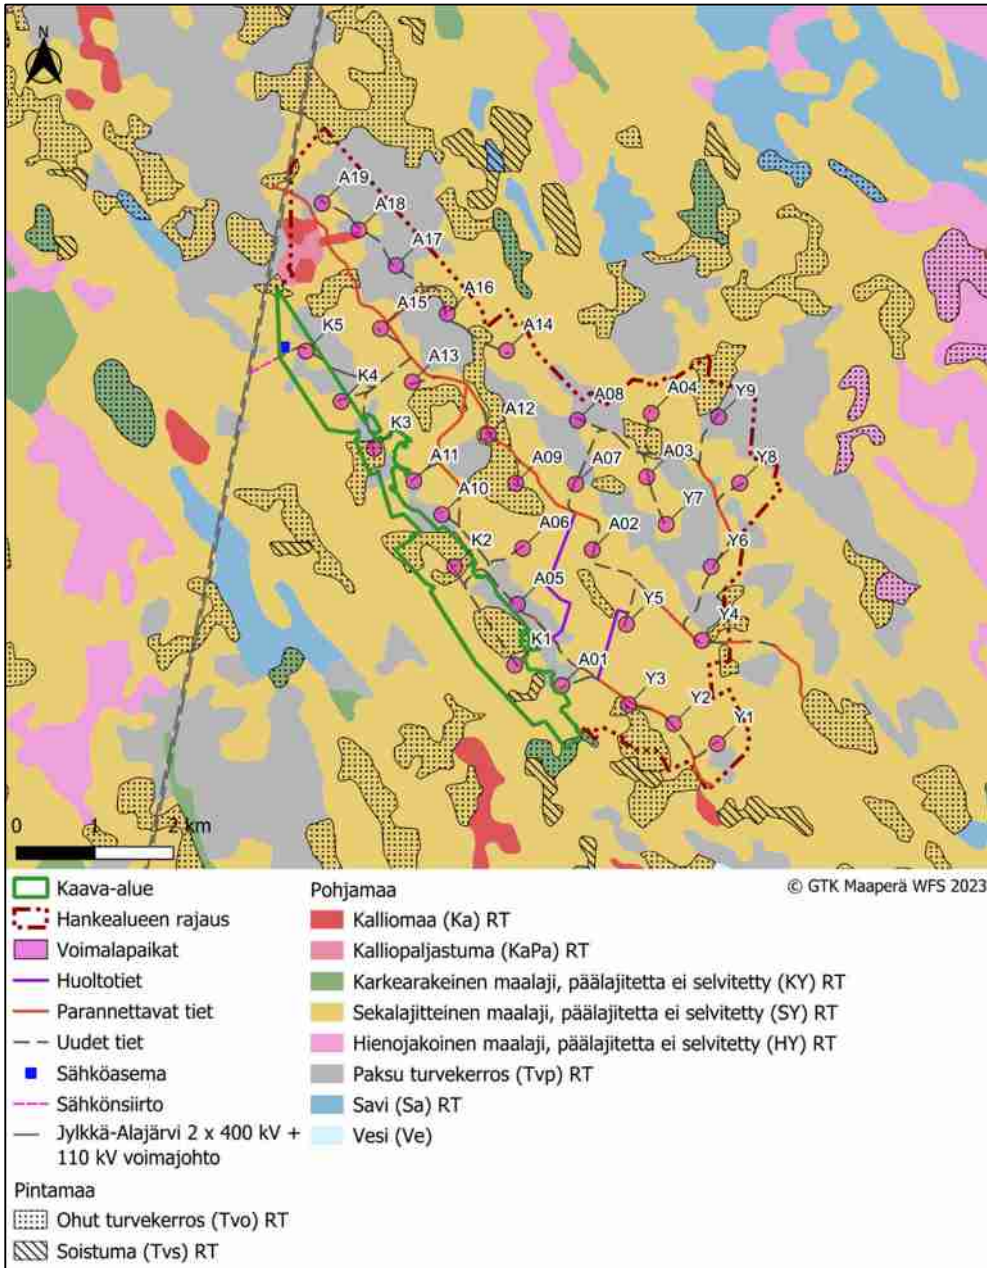 N
A19
A18
A17
A16
A15
A14
K5
A13
K4
A08
A04
Y9
K3
A12
A11
A09
A07
A03
Y8
A10
Y7
A06
A02
K2
Y6
A05
Y5
Y4
K1
A01
Y3
Y2
Y1
0 1 2 km
Kaava-alue
Hankealueen rajaus
Voimalapaikat
Huoltotiet
Parannettavat tiet
Uudet tiet
Sähköasema
Sähkönsiirto
Jylkkä-Alajärvi 2 x 400 kV +
110 kV voimajohto
Pintamaa
Ohut turvekerros (Tvo) RT
Soistuma (Tvs) RT
© GTK Maaperä WFS 2023
Pohjamaa
Kalliomaa (Ka) RT
Kalliopaljastuma (KaPa) RT
Karkearakeinen maalaji, päälajitetta ei selvitetty (KY) RT
Sekalajitteinen maalaji, päälajitetta ei selvitetty (SY) RT
Hienojakoinen maalaji, päälajitetta ei selvitetty (HY) RT
Paksu turvekerros (Tvp) RT
Savi (Sa) RT
Vesi (Ve)